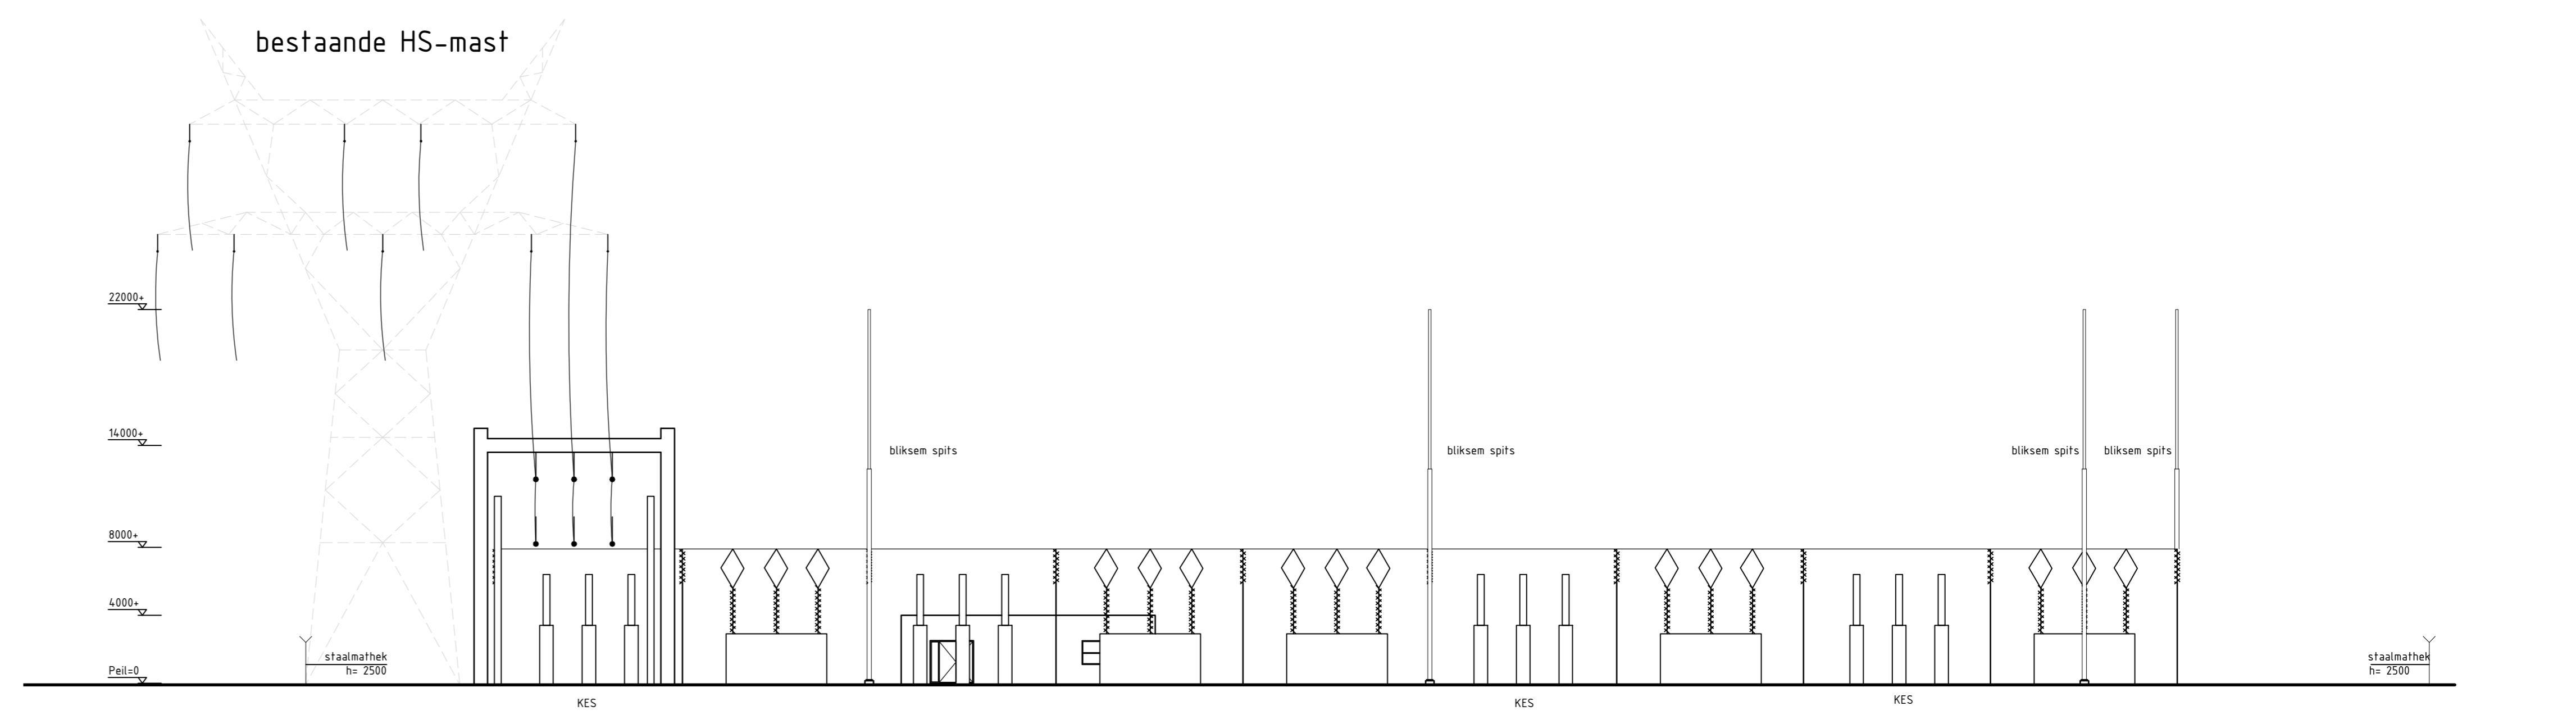 bestaande HS-mast
22000+
14000+
bliksem spits
bliksem spits
bliksem spits
bliksem spits
8000+
4000+
Peil=0
staalmathek
h= 2500
staalmathek
h= 2500
KES
KES
KES